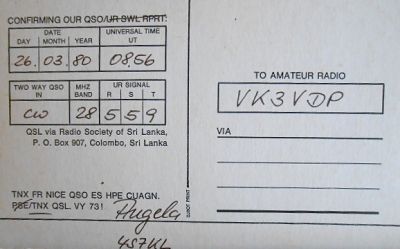 CONFIRMING OUR QSO/UR SWL RPRT:
DATE UNIVERSAL TIME
DAY MONTH YEAR UT
26. 03. 80 0856
TWO WAY QSO IN MHZ BAND UR SIGNAL R S T
CW 28 5 5 9
QSL via Radio Society of Sri Lanka,
P. O. Box 907, Colombo, Sri Lanka
TNX FR NICE QSO ES HPE CUAGN.
PSE/TNX QSL. VY 73! Angela
4S7KL
SUBOT PRINT
TO AMATEUR RADIO
VK3VDP
VIA